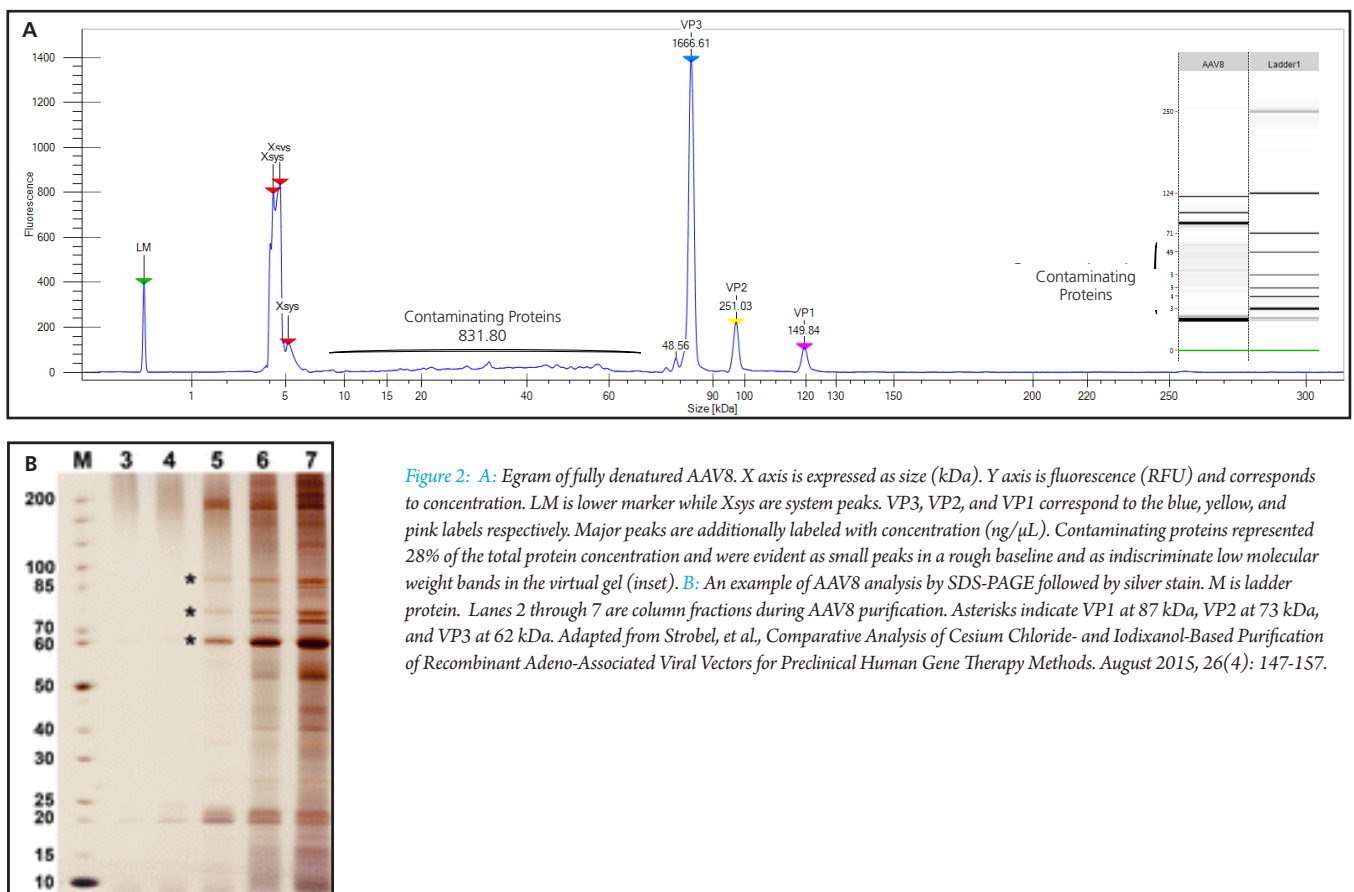 A
VP3
1666.61
1400
1200
1000
800
600
400
200
0
Fluorescence
LM
Xsys
Xsys
Xsys
Contaminating Proteins
831.80
48.56
VP2
251.03
VP1
149.84
1 5 10 15 20 40 60 90 100 120 130 150 200 250 300
Size [kDa]
Contaminating
Proteins
AAV8 Ladder1
250
124
71
49
3
3
0
B
M 3 4 5 6 7
200
100
85
70
60
50
40
30
25
20
15
10
*
*
*
Figure 2: A: Egram of fully denatured AAV8. X axis is expressed as size (kDa). Y axis is fluorescence (RFU) and corresponds
to concentration. LM is lower marker while Xsys are system peaks. VP3, VP2, and VP1 correspond to the blue, yellow, and
pink labels respectively. Major peaks are additionally labeled with concentration (ng/μL). Contaminating proteins represented
28% of the total protein concentration and were evident as small peaks in a rough baseline and as indiscriminate low molecular
weight bands in the virtual gel (inset). B: An example of AAV8 analysis by SDS-PAGE followed by silver stain. M is ladder
protein. Lanes 2 through 7 are column fractions during AAV8 purification. Asterisks indicate VP1 at 87 kDa, VP2 at 73 kDa,
and VP3 at 62 kDa. Adapted from Strobel, et al., Comparative Analysis of Cesium Chloride- and Iodixanol-Based Purification
of Recombinant Adeno-Associated Viral Vectors for Preclinical Human Gene Therapy Methods. August 2015, 26(4): 147-157.